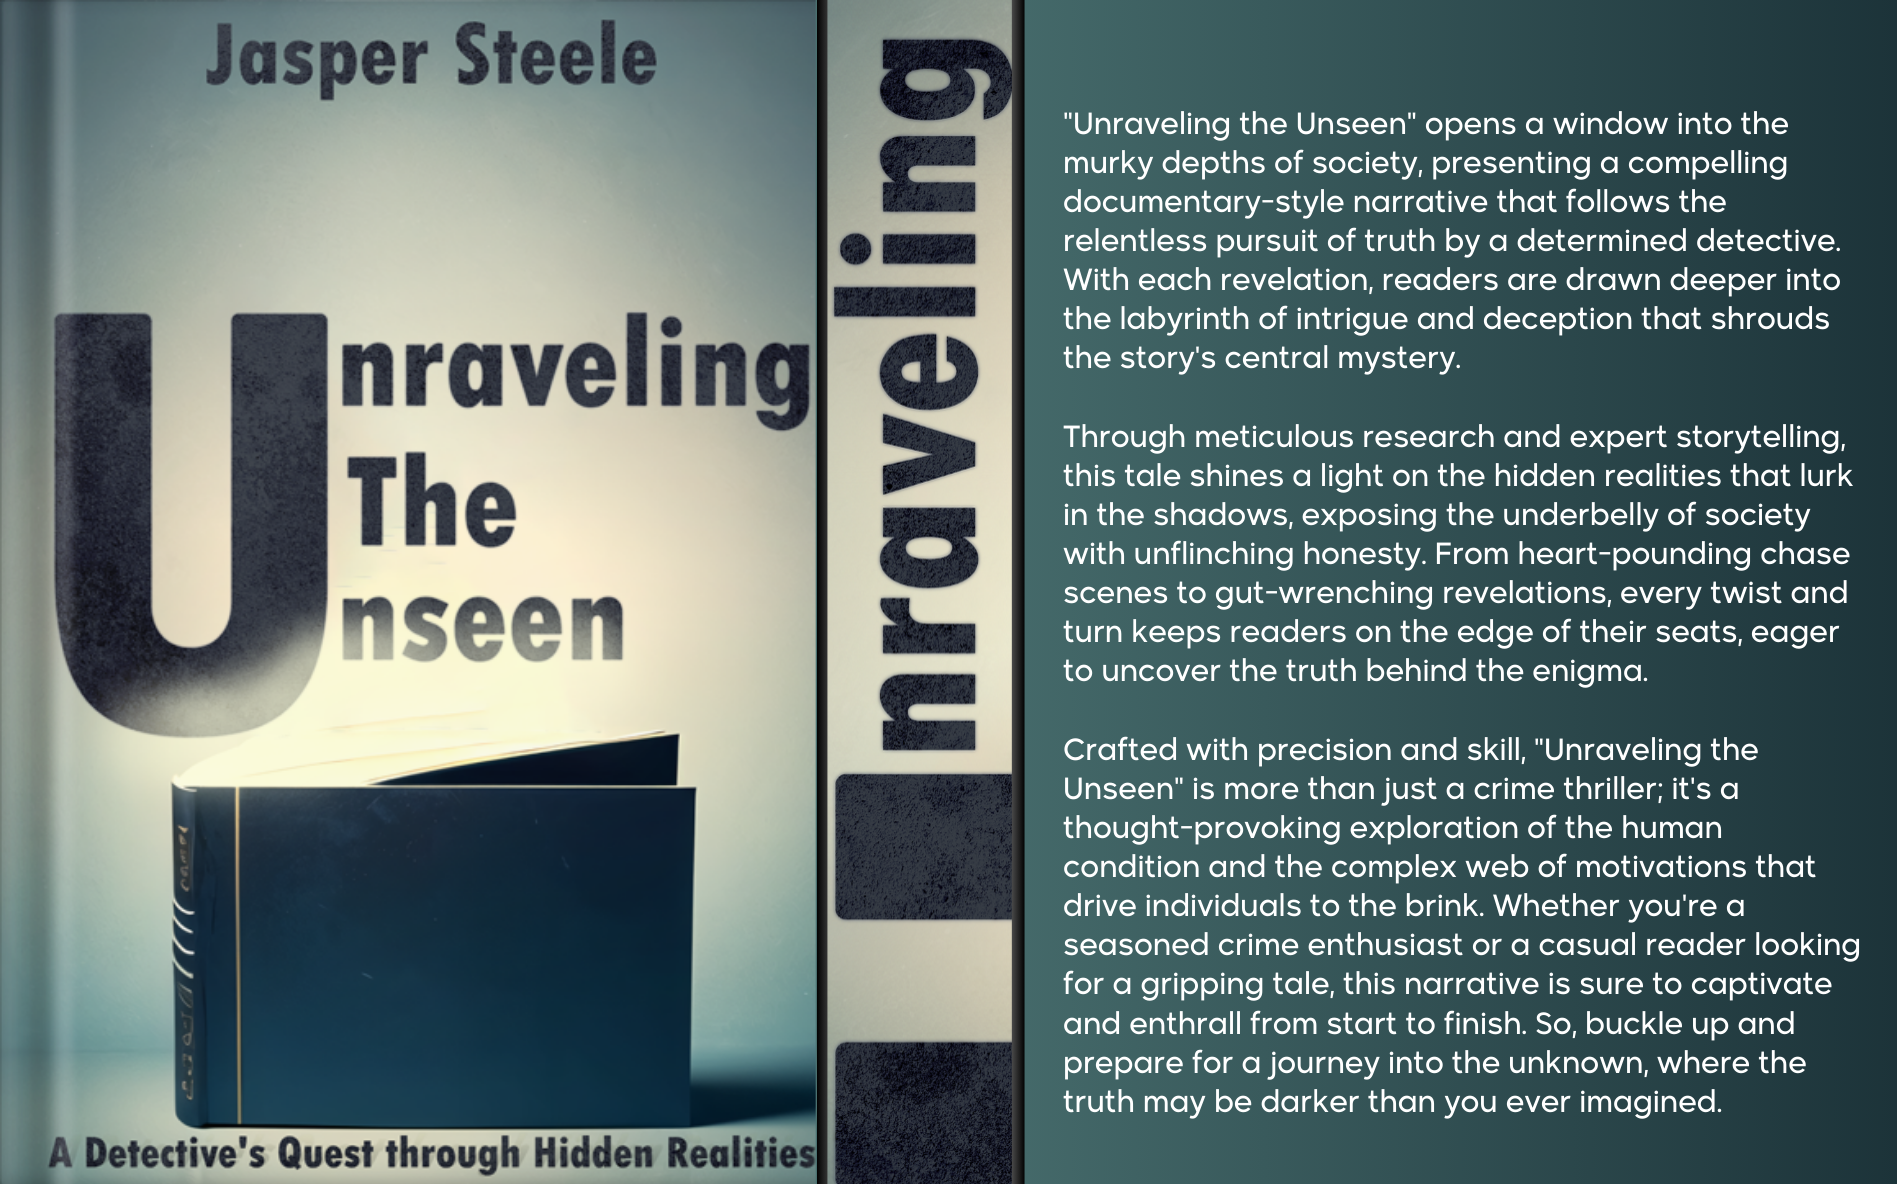 Jasper Steele
Unraveling
The
Unseen
A Detective's Quest through Hidden Realities
Unraveling
"Unraveling the Unseen" opens a window into the
murky depths of society, presenting a compelling
documentary-style narrative that follows the
relentless pursuit of truth by a determined detective.
With each revelation, readers are drawn deeper into
the labyrinth of intrigue and deception that shrouds
the story's central mystery.
Through meticulous research and expert storytelling,
this tale shines a light on the hidden realities that lurk
in the shadows, exposing the underbelly of society
with unflinching honesty. From heart-pounding chase
scenes to gut-wrenching revelations, every twist and
turn keeps readers on the edge of their seats, eager
to uncover the truth behind the enigma.
Crafted with precision and skill, "Unraveling the
Unseen" is more than just a crime thriller; it's a
thought-provoking exploration of the human
condition and the complex web of motivations that
drive individuals to the brink. Whether you're a
seasoned crime enthusiast or a casual reader looking
for a gripping tale, this narrative is sure to captivate
and enthrall from start to finish. So, buckle up and
prepare for a journey into the unknown, where the
truth may be darker than you ever imagined.